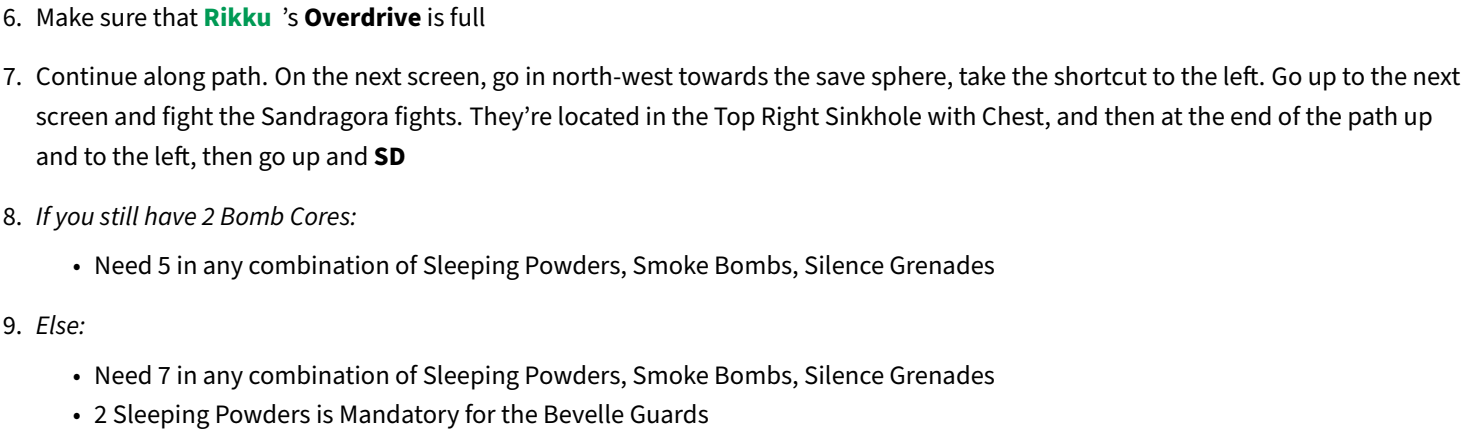 6. Make sure that Rikku ’s Overdrive is full
7. Continue along path. On the next screen, go in north-west towards the save sphere, take the shortcut to the left. Go up to the next
screen and fight the Sandragora fights. They’re located in the Top Right Sinkhole with Chest, and then at the end of the path up
and to the left, then go up and SD
8. If you still have 2 Bomb Cores:
• Need 5 in any combination of Sleeping Powders, Smoke Bombs, Silence Grenades
9. Else:
• Need 7 in any combination of Sleeping Powders, Smoke Bombs, Silence Grenades
• 2 Sleeping Powders is Mandatory for the Bevelle Guards